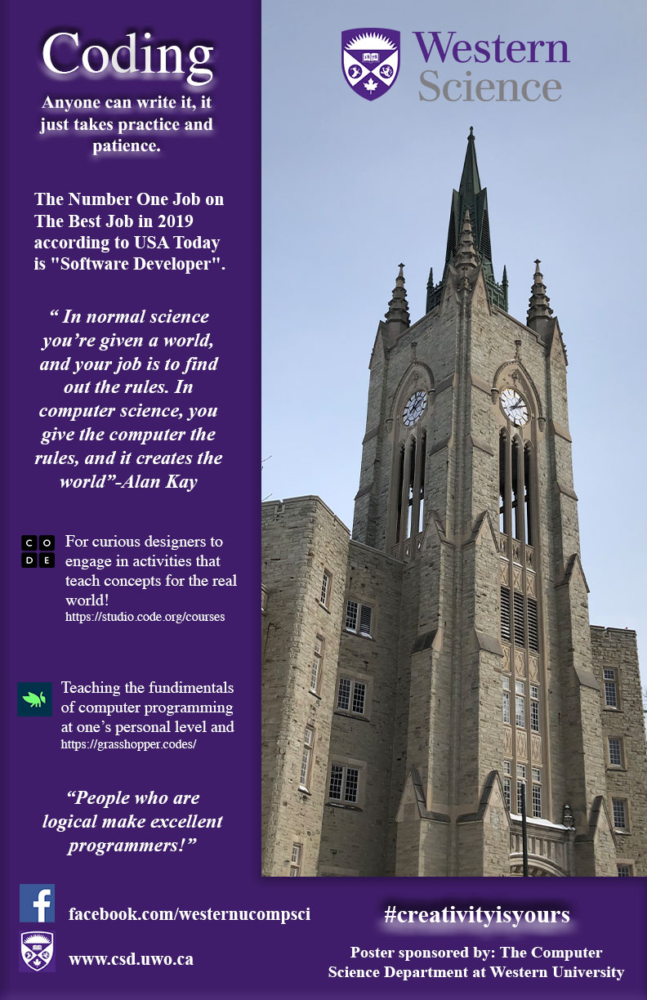 Coding
Anyone can write it, it
just takes practice and
patience.
The Number One Job on
The Best Job in 2019
according to USA Today
is "Software Developer".
“ In normal science
you’re given a world,
and your job is to find
out the rules. In
computer science, you
give the computer the
rules, and it creates the
world”-Alan Kay
C O
D E
For curious designers to
engage in activities that
teach concepts for the real
world!
https://studio.code.org/courses
Teaching the fundimentals
of computer programming
at one’s personal level and
https://grasshopper.codes/
“People who are
logical make excellent
programmers!”
f
facebook.com/westernucompsci
www.csd.uwo.ca
1878
Western
Science
#creativityisyours
Poster sponsored by: The Computer
Science Department at Western University